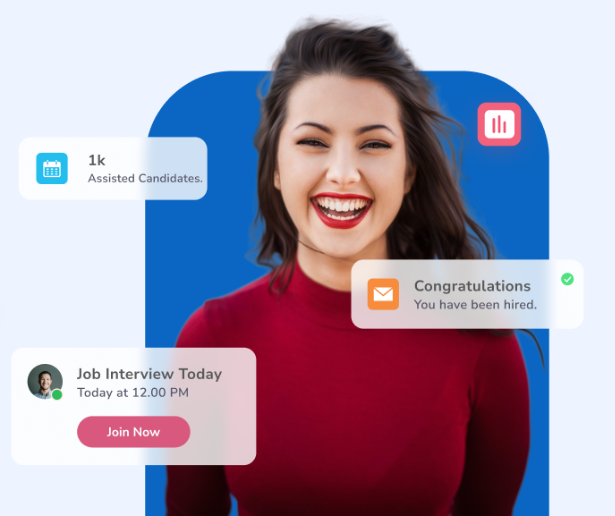 1k
Assisted Candidates.
Congratulations
You have been hired.
Job Interview Today
Today at 12.00 PM
Join Now